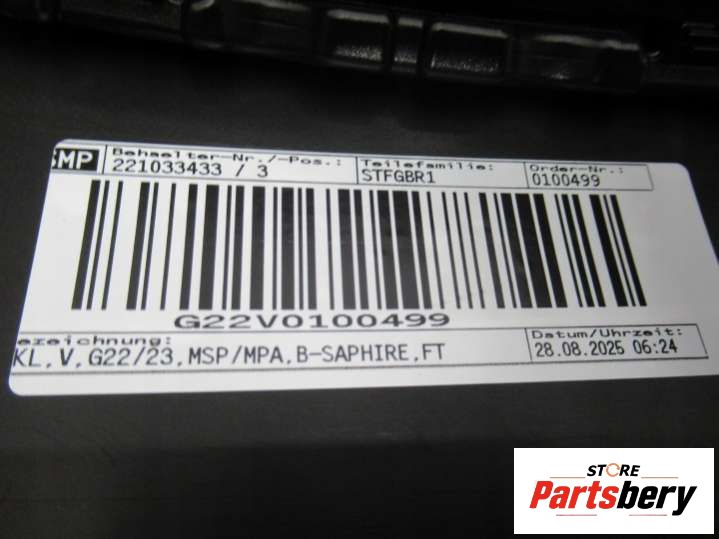 SMP Behaelter-Nr./-Pos.: Teilefamilie: Order-Nr.:
221033433 / 3 STFGBR1 0100499
G22V0100499
ezeichnung: Datum/Uhrzeit:
KL,V,G22/23,MSP/MPA,B-SAPHIRE,FT 28.08.2025 06:24
STORE
Partsbery